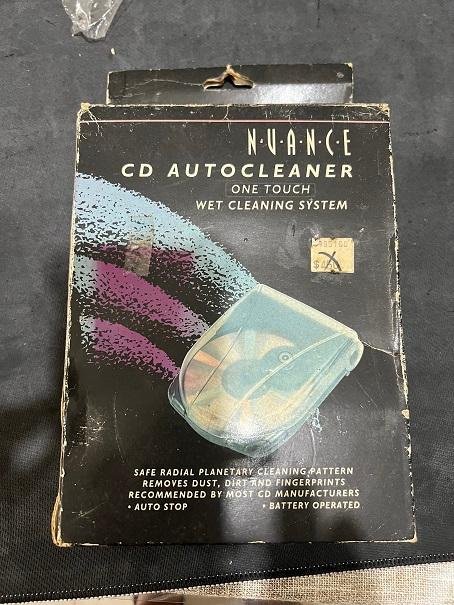 N·U·A·N·C·E
CD AUTOCLEANER
ONE TOUCH
WET CLEANING SYSTEM
SAFE RADIAL PLANETARY CLEANING PATTERN
REMOVES DUST, DIRT AND FINGERPRINTS
RECOMMENDED BY MOST CD MANUFACTURERS
• AUTO STOP • BATTERY OPERATED